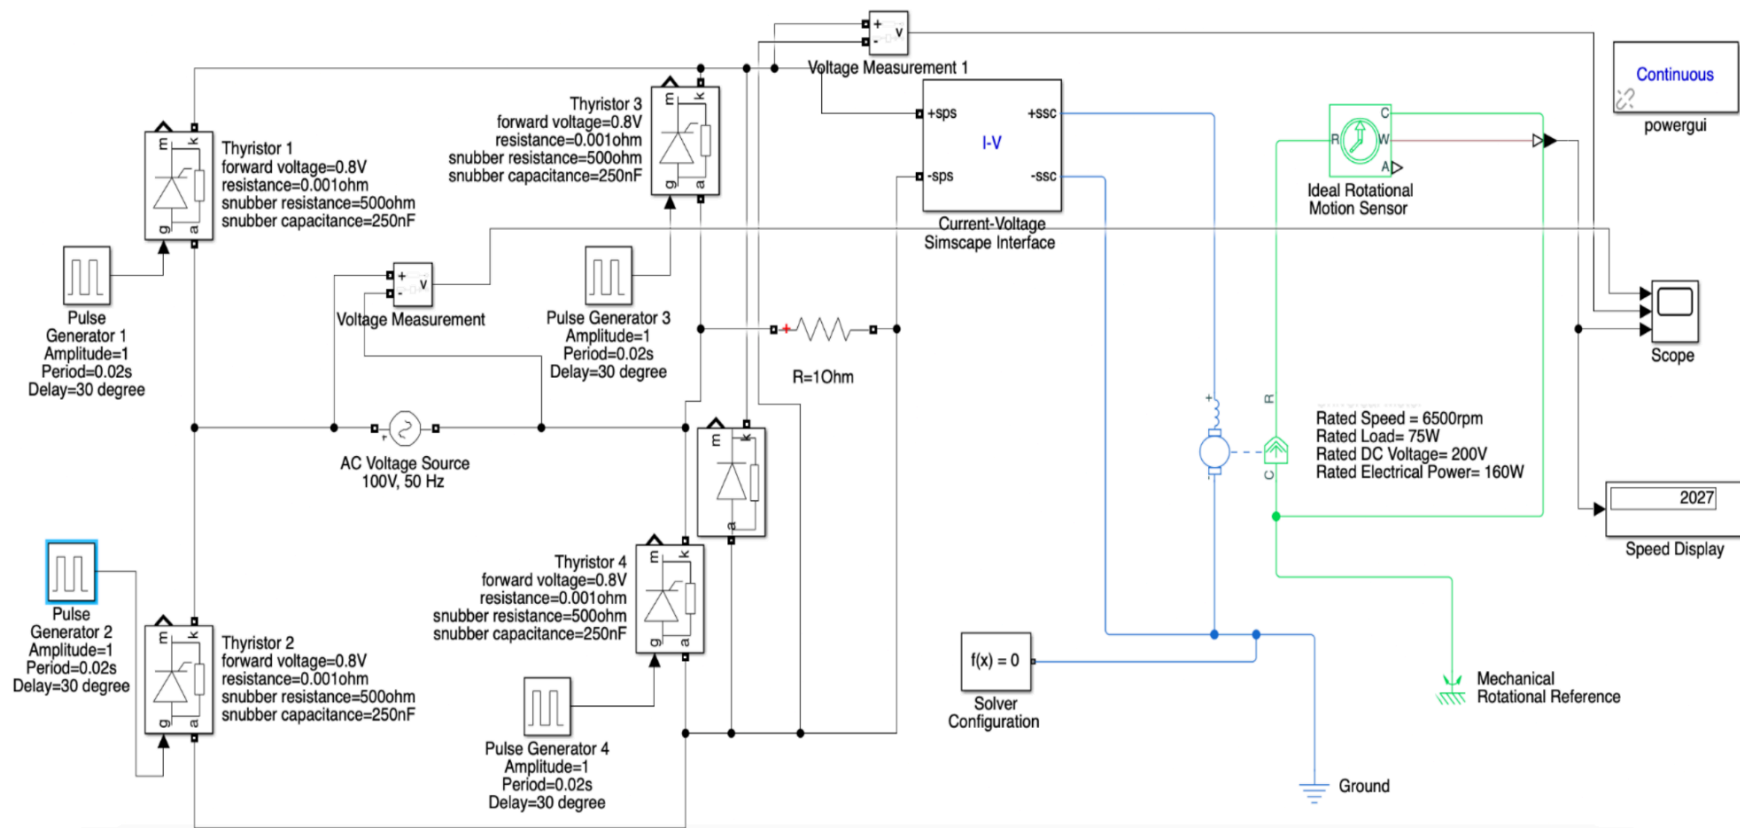 +
-
v
Voltage Measurement 1
Continuous
powergui
m
k
g
a
Thyristor 1
forward voltage=0.8V
resistance=0.001ohm
snubber resistance=500ohm
snubber capacitance=250nF
Thyristor 3
forward voltage=0.8V
resistance=0.001ohm
snubber resistance=500ohm
snubber capacitance=250nF
m
k
g
a
+sps
-sps
I-V
+ssc
-ssc
Current-Voltage
Simscape Interface
R
C
W
A
Ideal Rotational
Motion Sensor
Pulse
Generator 1
Amplitude=1
Period=0.02s
Delay=30 degree
+
-
v
Voltage Measurement
Pulse Generator 3
Amplitude=1
Period=0.02s
Delay=30 degree
+
R=1Ohm
Scope
AC Voltage Source
100V, 50 Hz
+
m
k
a
+
-
R
C
Rated Speed = 6500rpm
Rated Load= 75W
Rated DC Voltage= 200V
Rated Electrical Power= 160W
2027
Speed Display
Pulse
Generator 2
Amplitude=1
Period=0.02s
Delay=30 degree
m
k
g
a
Thyristor 2
forward voltage=0.8V
resistance=0.001ohm
snubber resistance=500ohm
snubber capacitance=250nF
Thyristor 4
forward voltage=0.8V
resistance=0.001ohm
snubber resistance=500ohm
snubber capacitance=250nF
m
k
g
a
Pulse Generator 4
Amplitude=1
Period=0.02s
Delay=30 degree
f(x) = 0
Solver
Configuration
Mechanical
Rotational Reference
Ground